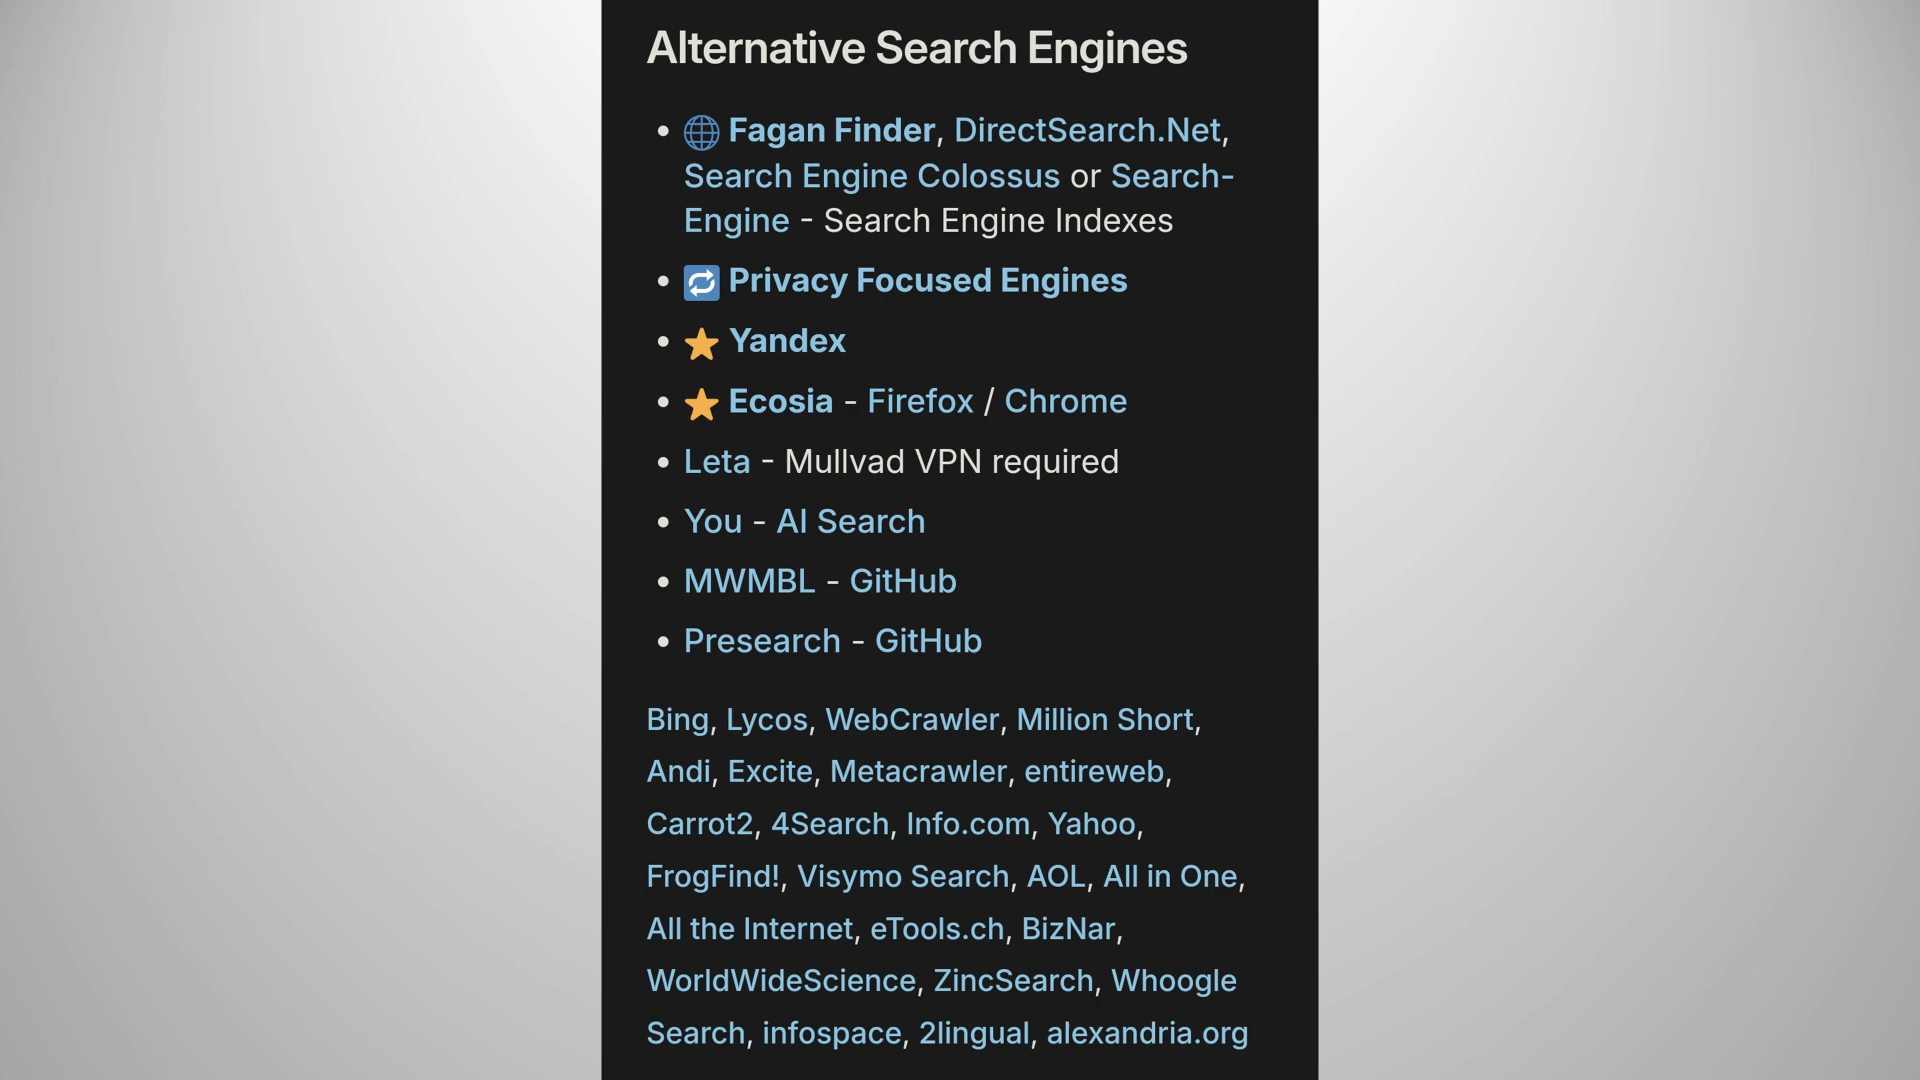 Alternative Search Engines
• Fagan Finder, DirectSearch.Net,
Search Engine Colossus or Search-
Engine - Search Engine Indexes
• Privacy Focused Engines
• Yandex
• Ecosia - Firefox / Chrome
• Leta - Mullvad VPN required
• You - AI Search
• MWMBL - GitHub
• Presearch - GitHub
Bing, Lycos, WebCrawler, Million Short,
Andi, Excite, Metacrawler, entireweb,
Carrot2, 4Search, Info.com, Yahoo,
FrogFind!, Visymo Search, AOL, All in One,
All the Internet, eTools.ch, BizNar,
WorldWideScience, ZincSearch, Whoogle
Search, infospace, 2lingual, alexandria.org